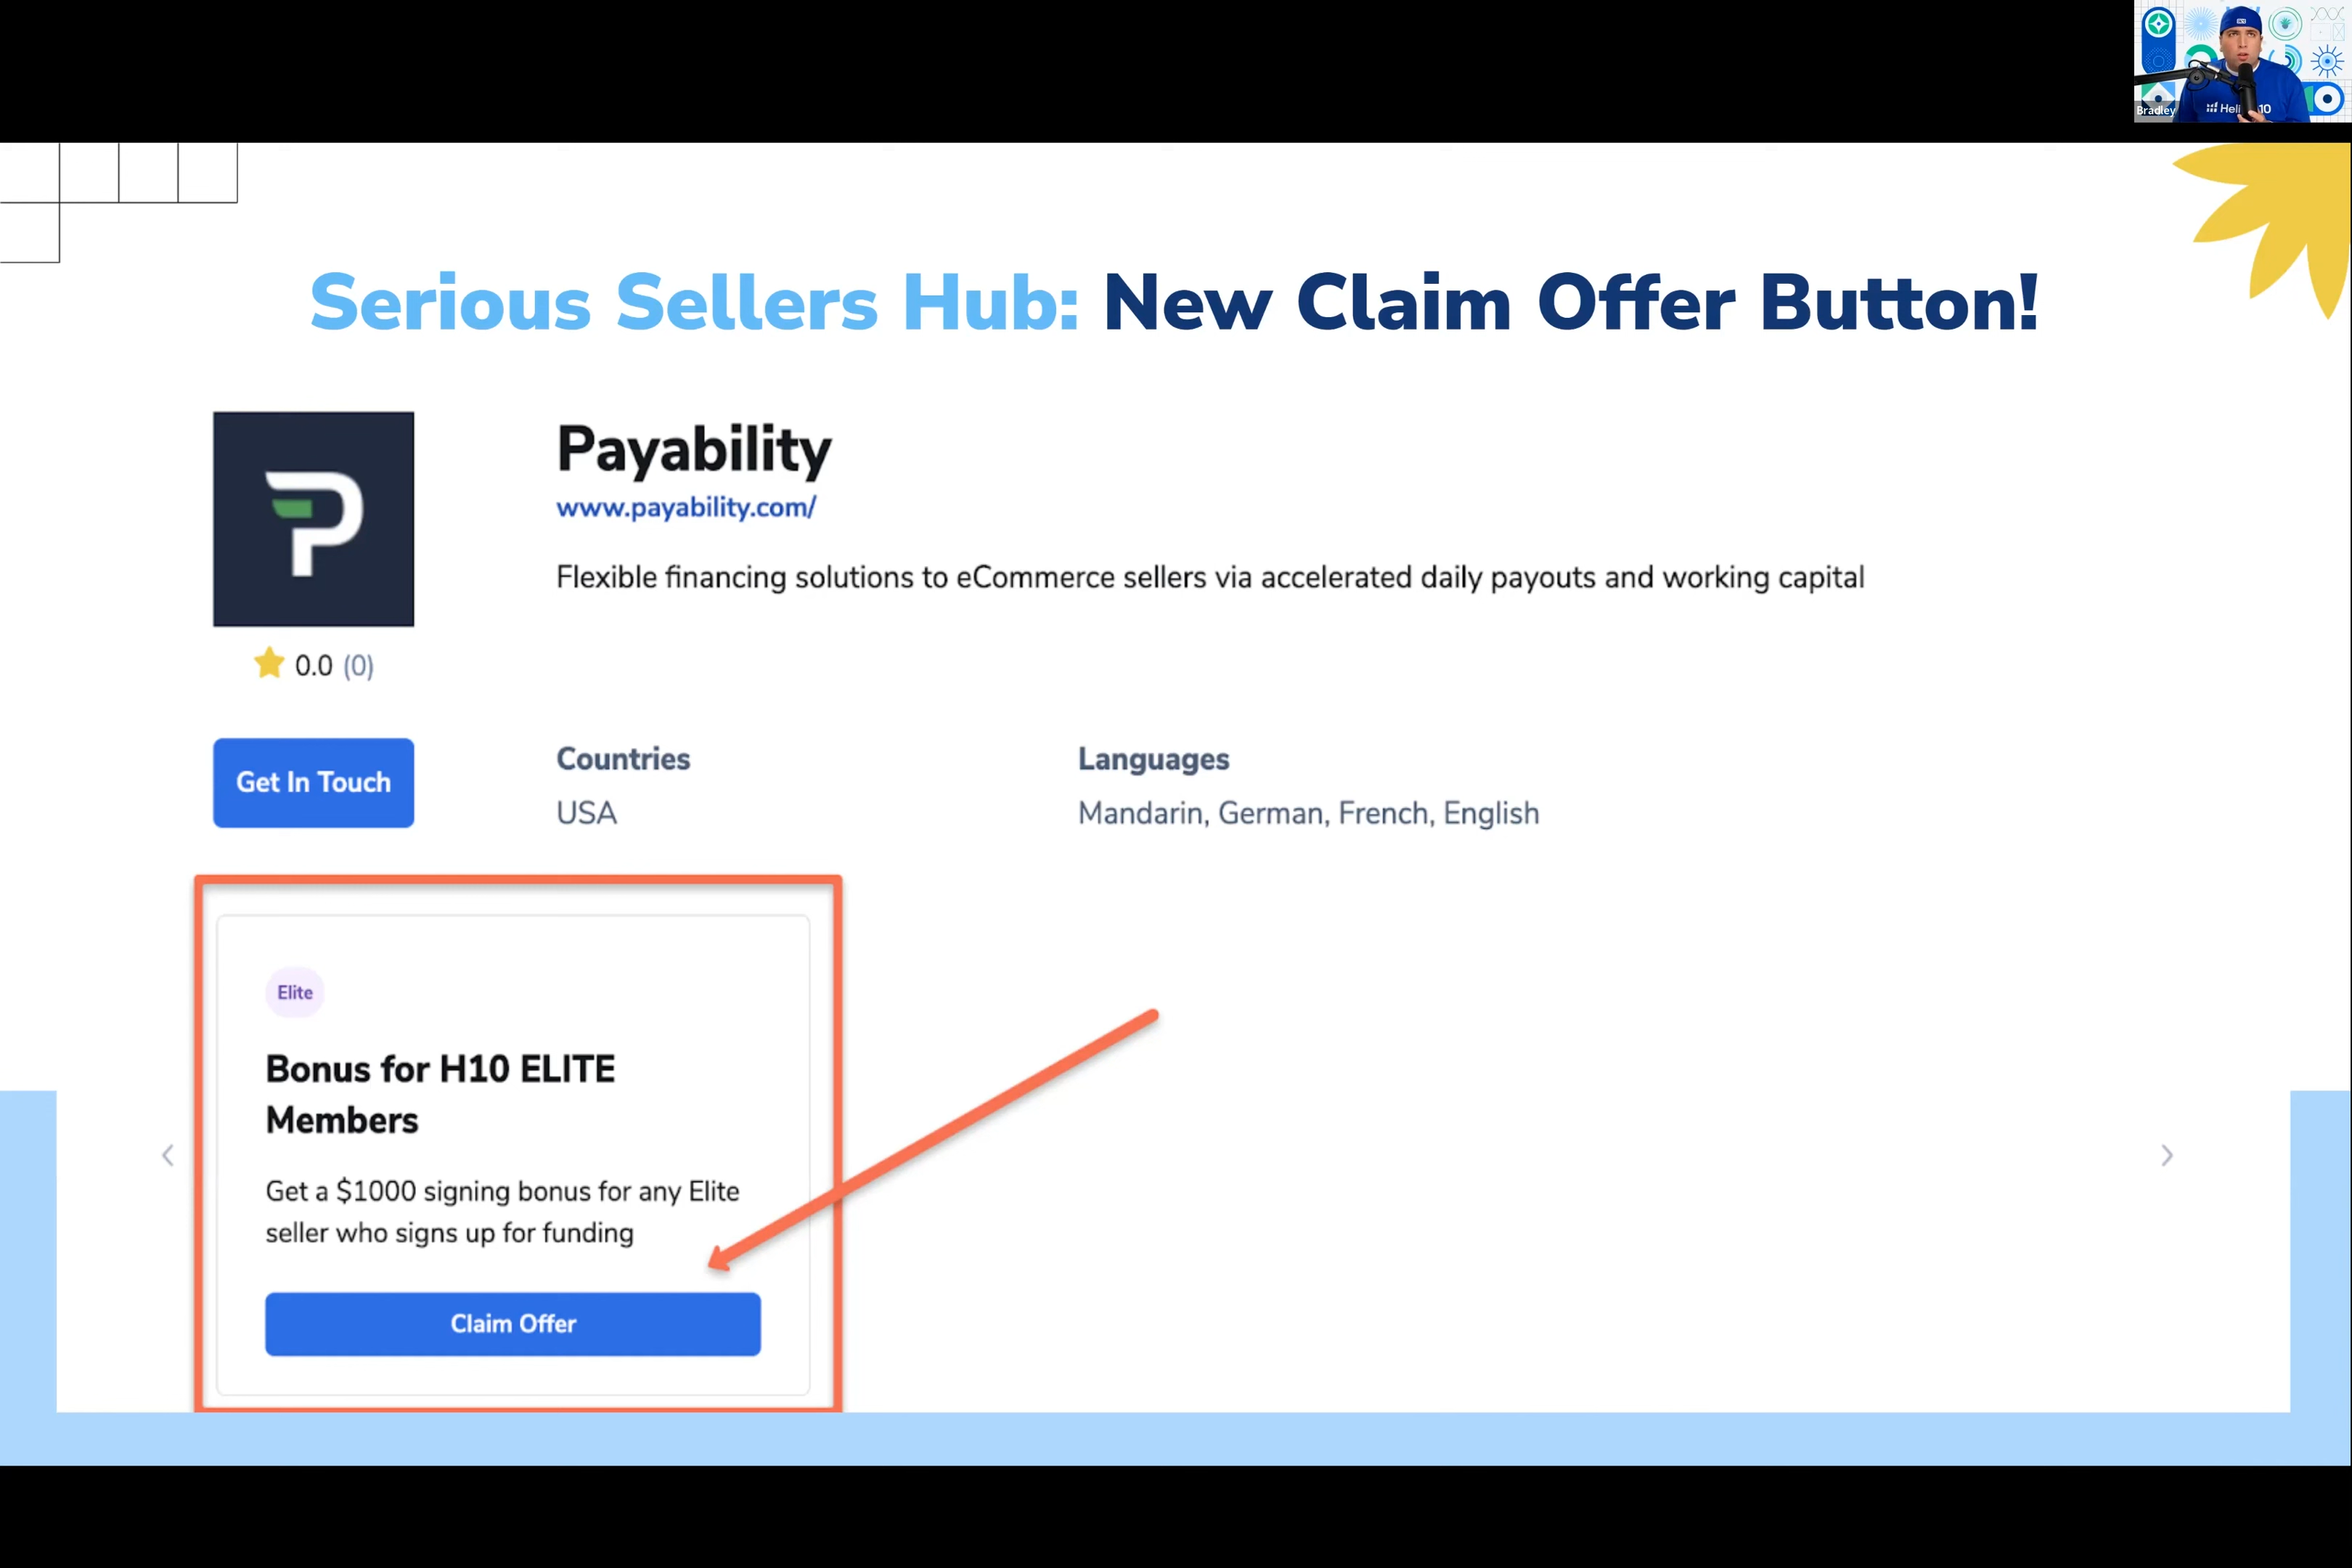 Bradley
Serious Sellers Hub: New Claim Offer Button!
Payability
www.payability.com/
Flexible financing solutions to eCommerce sellers via accelerated daily payouts and working capital
0.0 (0)
Get In Touch
Countries
USA
Languages
Mandarin, German, French, English
Elite
Bonus for H10 ELITE
Members
Get a $1000 signing bonus for any Elite
seller who signs up for funding
Claim Offer